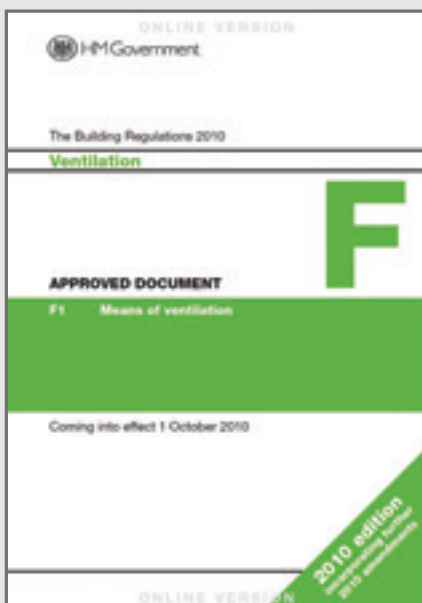 ONLINE VERSION
HM Government
The Building Regulations 2010
Ventilation
F
APPROVED DOCUMENT
F1 Means of ventilation
Coming into effect 1 October 2010
2010 edition
incorporating further
2010 amendments
ONLINE VERSION